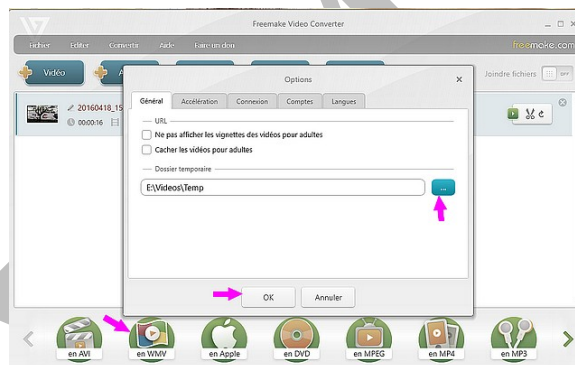 Freemake Video Converter
Fichier Editer Convertir Aide Faire un don
freemake.com
Vidéo
Joindre fichiers OFF
Options
Général Accélération Connexion Comptes Langues
URL
Ne pas afficher les vignettes des vidéos pour adultes
Cacher les vidéos pour adultes
Dossier temporaire
E:\Videos\Temp
...
20160418_15
00:00:16
OK Annuler
en AVI en WMV en Apple en DVD en MPEG en MP4 en MP3